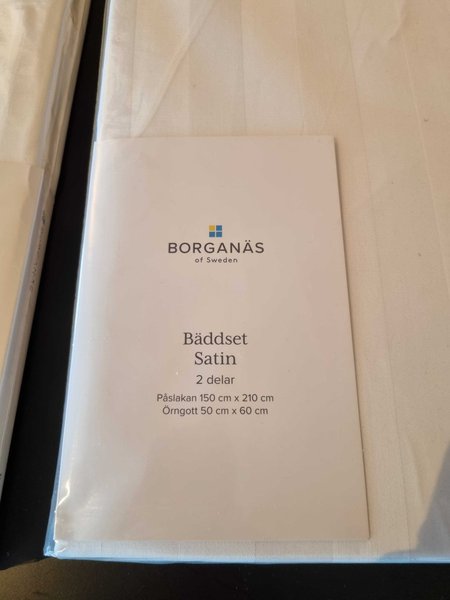 BORGANÄS
of Sweden
Bäddset
Satin
2 delar
Påslakan 150 cm x 210 cm
Örngott 50 cm x 60 cm